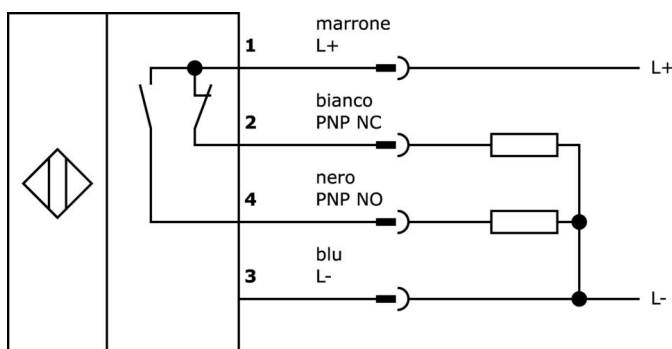 marrone
1 L+
L+
bianco
2 PNP NC
nero
4 PNP NO
blu
3 L-
L-